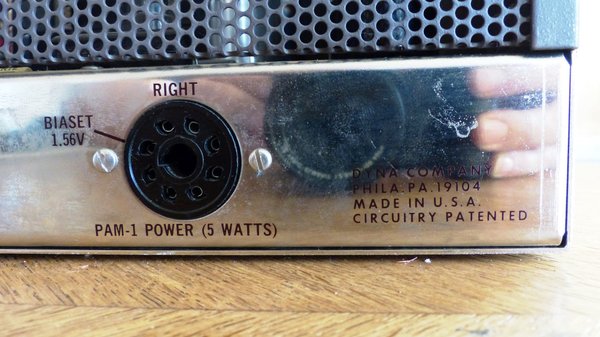 RIGHT
BIASET
1.56V
PAM-1 POWER (5 WATTS)
DYNA COMPANY
PHILA. PA. 19104
MADE IN U.S.A.
CIRCUITRY PATENTED